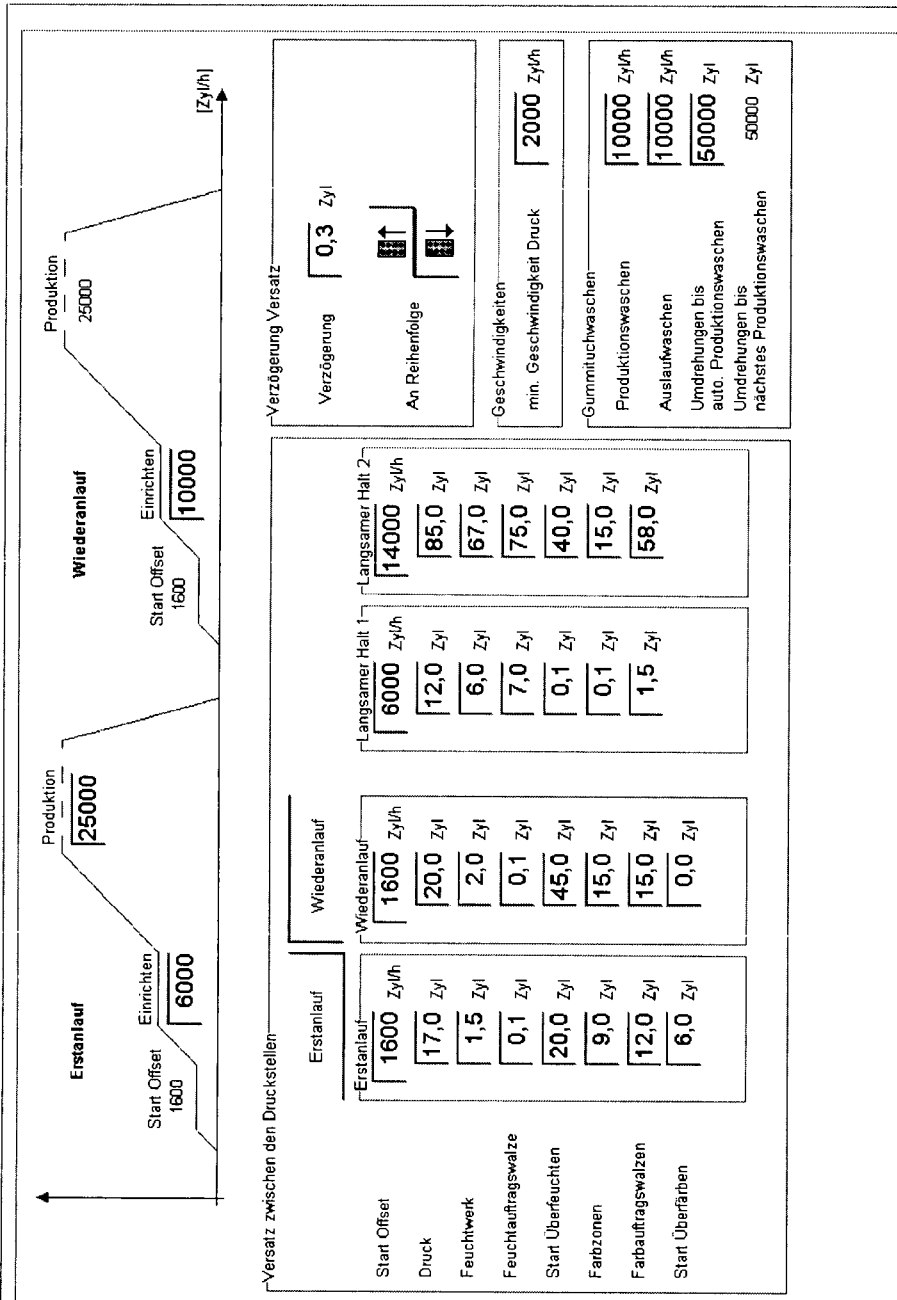 [Zyl/h]
Erstanlauf
Wiederanlauf
Produktion
25000
Produktion
25000
Einrichten
6000
Einrichten
10000
Start Offset
1600
Start Offset
1600
Versatz zwischen den Druckstellen
Erstanlauf
Wiederanlauf
Erstanlauf
Wiederanlauf
Langsamer Halt 1
Langsamer Halt 2
Start Offset 1600 Zyl/h 1600 Zyl/h 6000 Zyl/h 14000 Zyl/h
Druck 17,0 Zyl 20,0 Zyl 12,0 Zyl 85,0 Zyl
Feuchtwerk 1,5 Zyl 2,0 Zyl 6,0 Zyl 67,0 Zyl
Feuchtauftragswalze 0,1 Zyl 0,1 Zyl 7,0 Zyl 75,0 Zyl
Start Überfeuchten 20,0 Zyl 45,0 Zyl 0,1 Zyl 40,0 Zyl
Farbzonen 9,0 Zyl 15,0 Zyl 0,1 Zyl 15,0 Zyl
Farbauftragswalzen 12,0 Zyl 15,0 Zyl 1,5 Zyl 58,0 Zyl
Start Überfärben 6,0 Zyl 0,0 Zyl
Verzögerung Versatz
Verzögerung 0,3 Zyl
An Reihenfolge
Geschwindigkeiten
min. Geschwindigkeit Druck 2000 Zyl/h
Gummituchwaschen
Produktionswaschen 10000 Zyl/h
Auslaufwaschen 10000 Zyl/h
Umdrehungen bis
auto. Produktionswaschen 50000 Zyl
Umdrehungen bis
nächstes Produktionswaschen 50000 Zyl